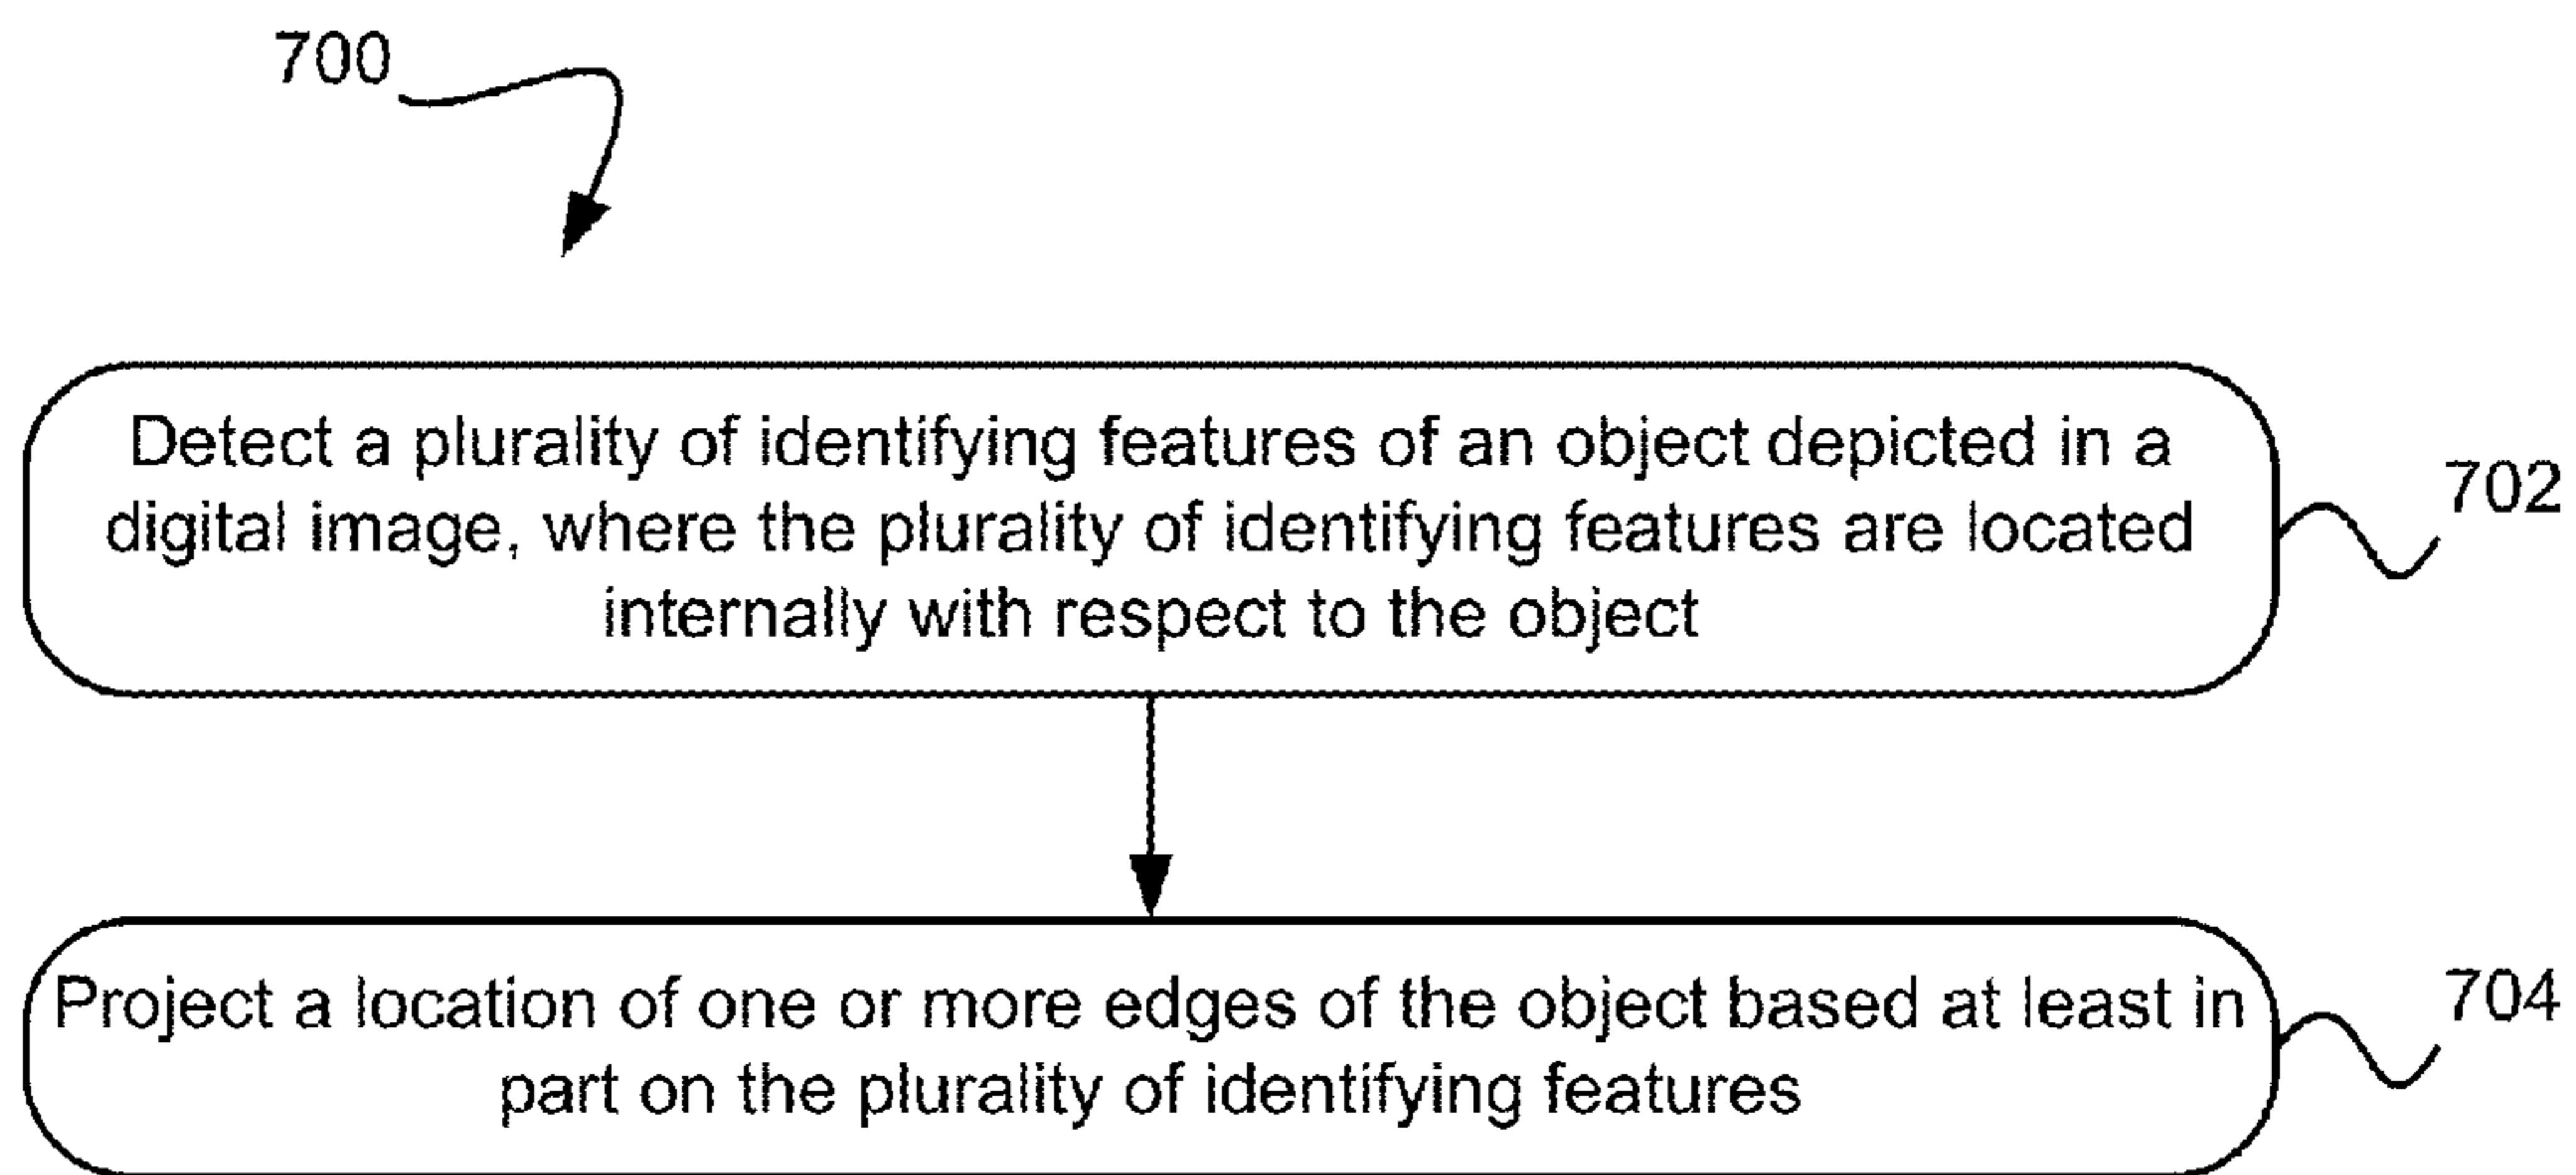 700
Detect a plurality of identifying features of an object depicted in a
digital image, where the plurality of identifying features are located
internally with respect to the object
702
Project a location of one or more edges of the object based at least in
part on the plurality of identifying features
704